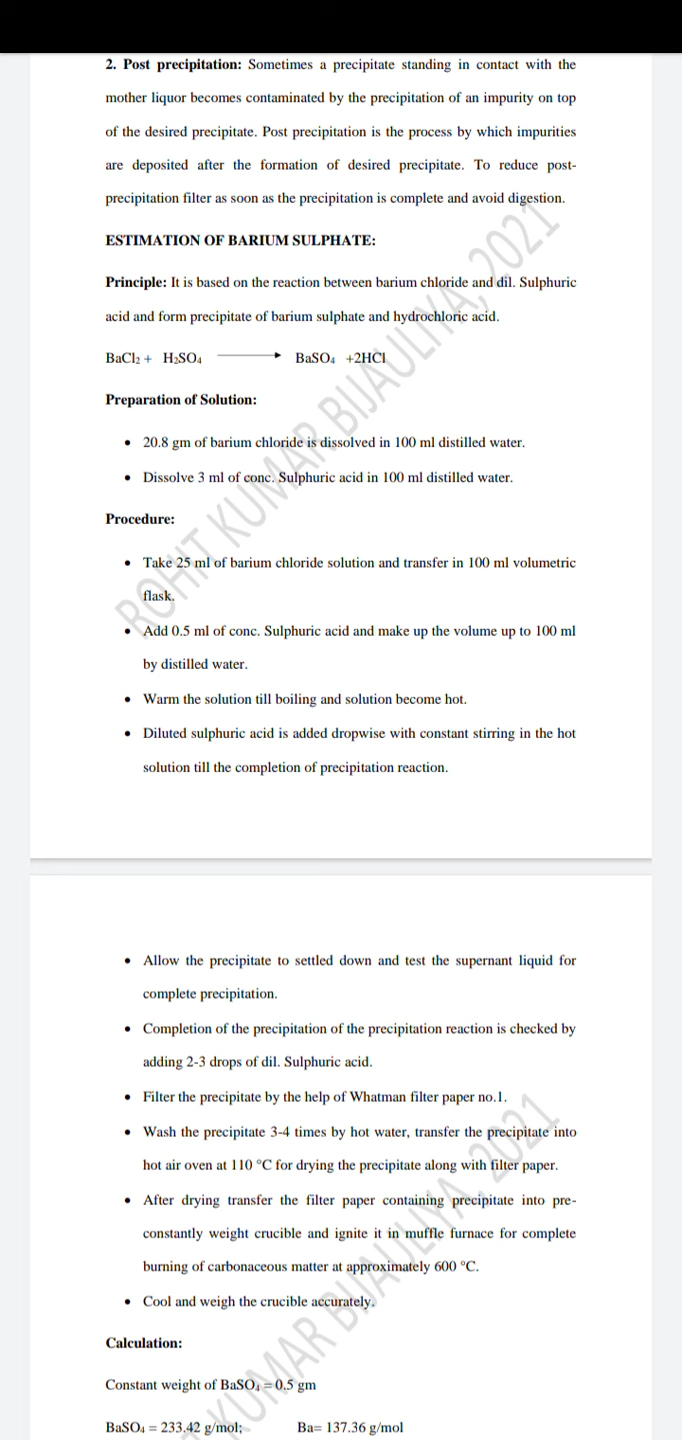 2. Post precipitation: Sometimes a precipitate standing in contact with the
mother liquor becomes contaminated by the precipitation of an impurity on top
of the desired precipitate. Post precipitation is the process by which impurities
are deposited after the formation of desired precipitate. To reduce post-
precipitation filter as soon as the precipitation is complete and avoid digestion.
ESTIMATION OF BARIUM SULPHATE:
Principle: It is based on the reaction between barium chloride and dil. Sulphuric
acid and form precipitate of barium sulphate and hydrochloric acid.
BaCl₂ + H₂SO₄ ⟶ BaSO₄ +2HCl
Preparation of Solution:
• 20.8 gm of barium chloride is dissolved in 100 ml distilled water.
• Dissolve 3 ml of conc. Sulphuric acid in 100 ml distilled water.
Procedure:
• Take 25 ml of barium chloride solution and transfer in 100 ml volumetric
flask.
• Add 0.5 ml of conc. Sulphuric acid and make up the volume up to 100 ml
by distilled water.
• Warm the solution till boiling and solution become hot.
• Diluted sulphuric acid is added dropwise with constant stirring in the hot
solution till the completion of precipitation reaction.
ROHIT KUMAR BIJAULIYA, 2021
• Allow the precipitate to settled down and test the supernant liquid for
complete precipitation.
• Completion of the precipitation of the precipitation reaction is checked by
adding 2-3 drops of dil. Sulphuric acid.
• Filter the precipitate by the help of Whatman filter paper no.1.
• Wash the precipitate 3-4 times by hot water, transfer the precipitate into
hot air oven at 110 °C for drying the precipitate along with filter paper.
• After drying transfer the filter paper containing precipitate into pre-
constantly weight crucible and ignite it in muffle furnace for complete
burning of carbonaceous matter at approximately 600 °C.
• Cool and weigh the crucible accurately.
Calculation:
Constant weight of BaSO₄ = 0.5 gm
BaSO₄ = 233.42 g/mol; Ba= 137.36 g/mol
KUMAR BIJAULIYA, 2021